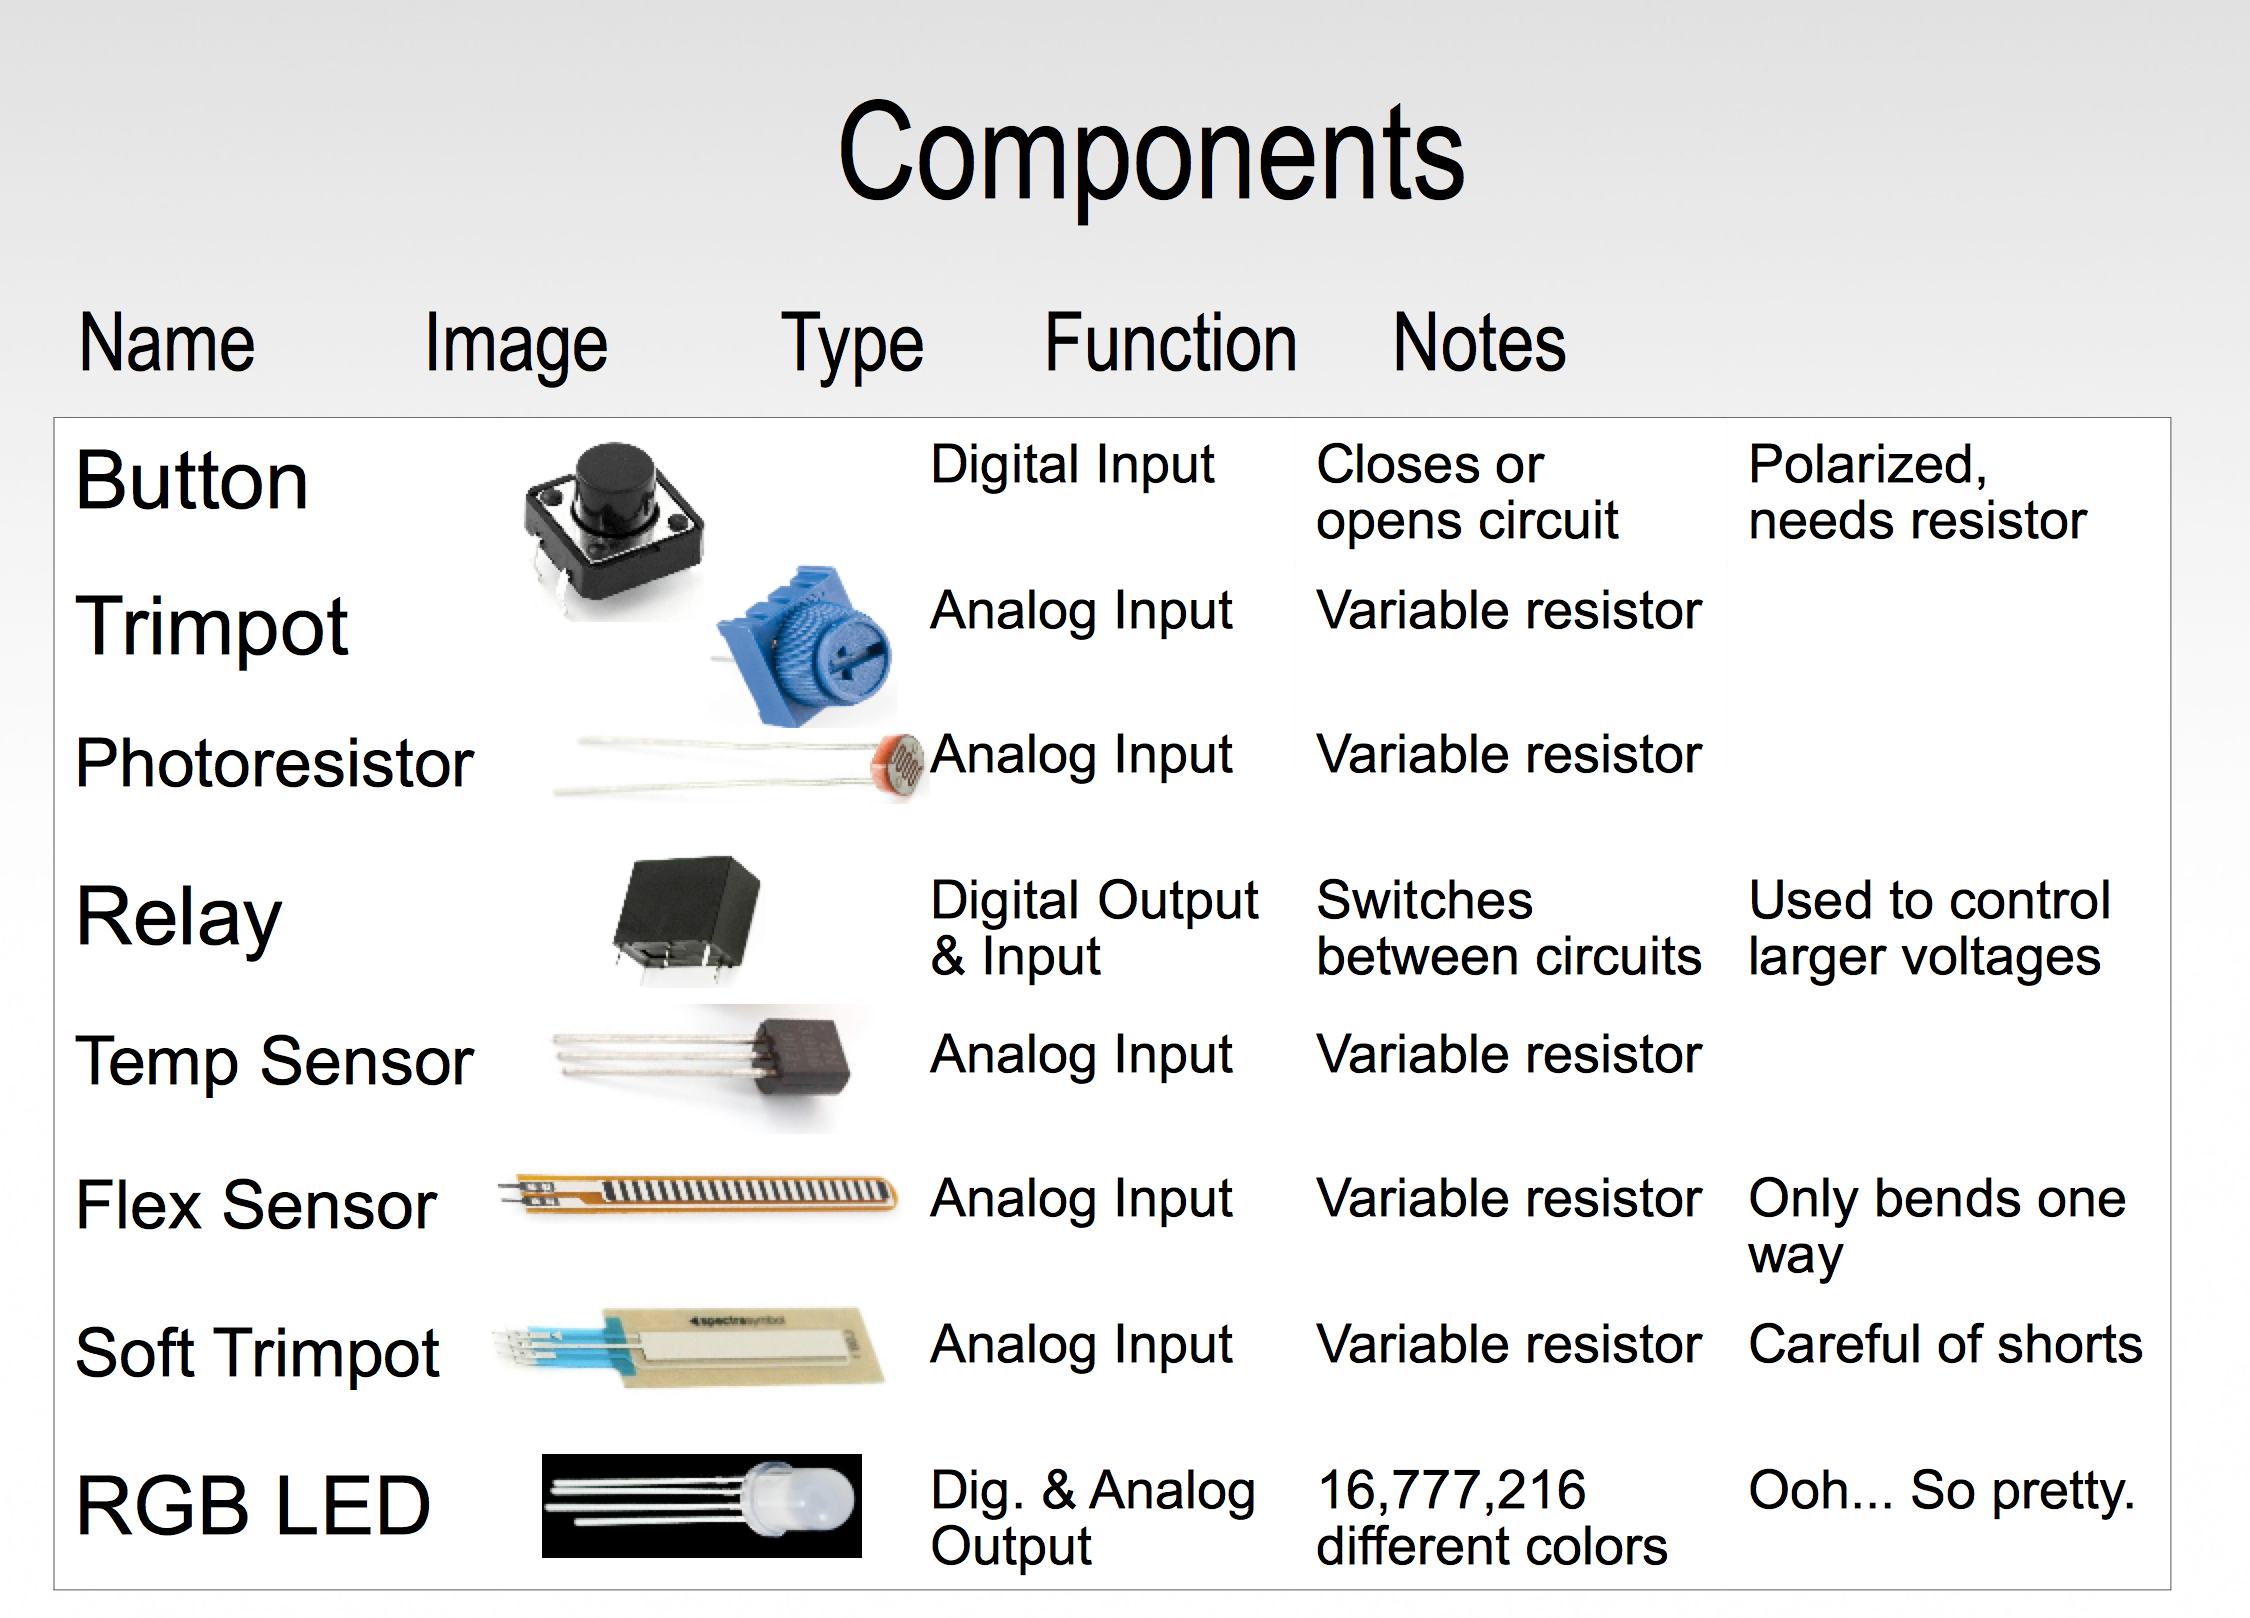 Components
Name Image Type Function Notes
Button Digital Input Closes or Polarized,
opens circuit needs resistor
Trimpot Analog Input Variable resistor
Photoresistor Analog Input Variable resistor
Relay Digital Output Switches Used to control
& Input between circuits larger voltages
Temp Sensor Analog Input Variable resistor
Flex Sensor Analog Input Variable resistor Only bends one
way
spectrasymbol
Soft Trimpot Analog Input Variable resistor Careful of shorts
RGB LED Dig. & Analog 16,777,216 Ooh... So pretty.
Output different colors